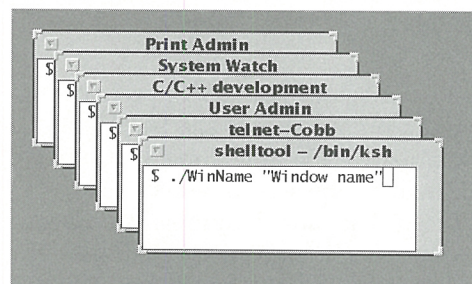 Print Admin
$
System Watch
$
C/C++ development
$
User Admin
$
telnet-Cobb
$
shelltool – /bin/ksh
$ ./WinName "Window name"